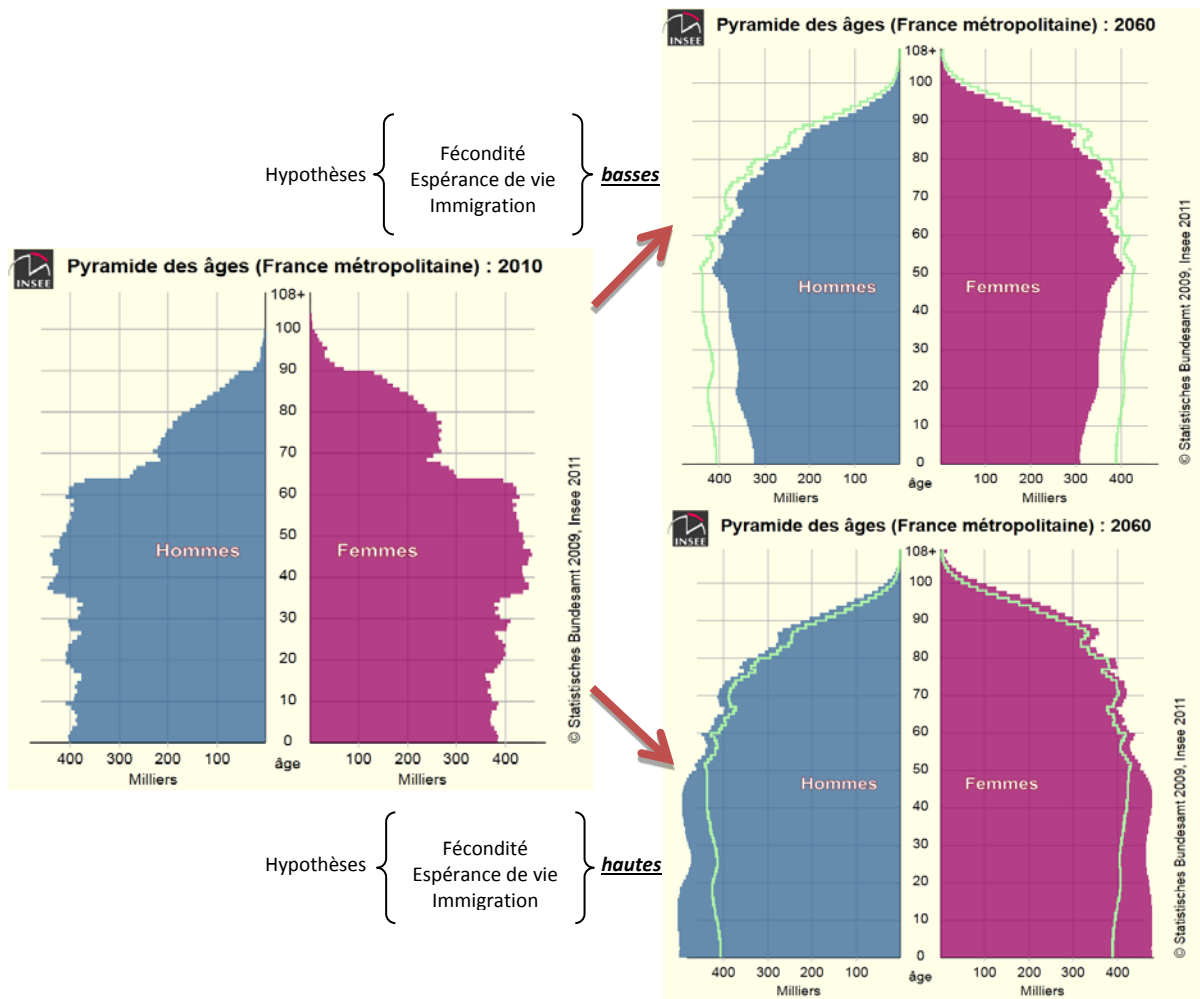 INSEE
Pyramide des âges (France métropolitaine) : 2060
108+
100
90
80
70
60
50
40
30
20
10
0
Hommes
Femmes
400 300 200 100 âge 100 200 300 400
Milliers Milliers
© Statistisches Bundesamt 2009, Insee 2011
Hypothèses
Fécondité
Espérance de vie
Immigration
basses
INSEE
Pyramide des âges (France métropolitaine) : 2010
108+
100
90
80
70
60
50
40
30
20
10
0
Hommes
Femmes
400 300 200 100 âge 100 200 300 400
Milliers Milliers
© Statistisches Bundesamt 2009, Insee 2011
INSEE
Pyramide des âges (France métropolitaine) : 2060
108+
100
90
80
70
60
50
40
30
20
10
0
Hommes
Femmes
400 300 200 100 âge 100 200 300 400
Milliers Milliers
© Statistisches Bundesamt 2009, Insee 2011
Hypothèses
Fécondité
Espérance de vie
Immigration
hautes